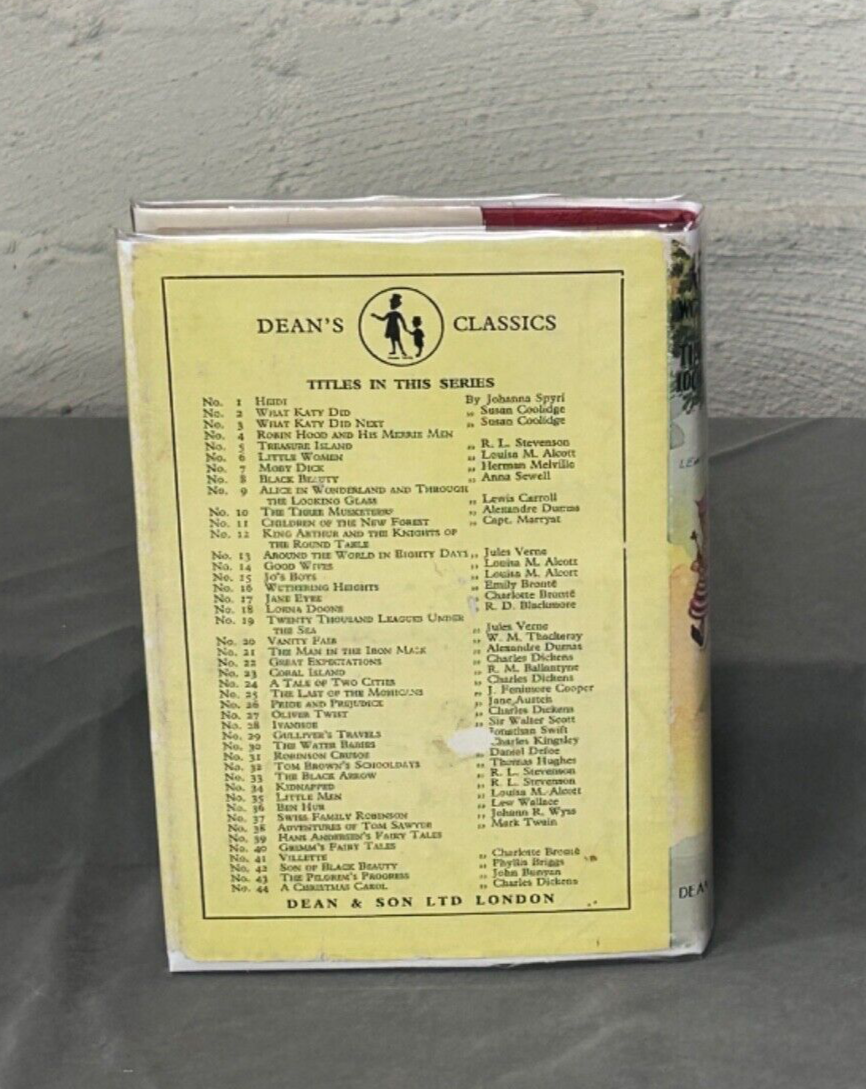 DEAN'S CLASSICS
TITLES IN THIS SERIES
No. 1 HEIDI By Johanna Spyri
No. 2 WHAT KATY DID „ Susan Coolidge
No. 3 WHAT KATY DID NEXT „ Susan Coolidge
No. 4 ROBIN HOOD AND HIS MERRIE MEN
No. 5 TREASURE ISLAND „ R. L. Stevenson
No. 6 LITTLE WOMEN „ Louisa M. Alcott
No. 7 MOBY DICK „ Herman Melville
No. 8 BLACK BEAUTY „ Anna Sewell
No. 9 ALICE IN WONDERLAND AND THROUGH
THE LOOKING GLASS „ Lewis Carroll
No. 10 THE THREE MUSKETEERS „ Alexandre Dumas
No. 11 CHILDREN OF THE NEW FOREST „ Capt. Marryat
No. 12 KING ARTHUR AND THE KNIGHTS OF
THE ROUND TABLE
No. 13 AROUND THE WORLD IN EIGHTY DAYS „ Jules Verne
No. 14 GOOD WIVES „ Louisa M. Alcott
No. 15 JO'S BOYS „ Louisa M. Alcott
No. 16 WUTHERING HEIGHTS „ Emily Brontë
No. 17 JANE EYRE „ Charlotte Brontë
No. 18 LORNA DOONE „ R. D. Blackmore
No. 19 TWENTY THOUSAND LEAGUES UNDER
THE SEA „ Jules Verne
No. 20 VANITY FAIR „ W. M. Thackeray
No. 21 THE MAN IN THE IRON MASK „ Alexandre Dumas
No. 22 GREAT EXPECTATIONS „ Charles Dickens
No. 23 CORAL ISLAND „ R. M. Ballantyne
No. 24 A TALE OF TWO CITIES „ Charles Dickens
No. 25 THE LAST OF THE MOHICANS „ J. Fenimore Cooper
No. 26 PRIDE AND PREJUDICE „ Jane Austen
No. 27 OLIVER TWIST „ Charles Dickens
No. 28 IVANHOE „ Sir Walter Scott
No. 29 GULLIVER'S TRAVELS Jonathan Swift
No. 30 THE WATER BABIES Charles Kingsley
No. 31 ROBINSON CRUSOE „ Daniel Defoe
No. 32 TOM BROWN'S SCHOOLDAYS „ Thomas Hughes
No. 33 THE BLACK ARROW „ R. L. Stevenson
No. 34 KIDNAPPED „ R. L. Stevenson
No. 35 LITTLE MEN „ Louisa M. Alcott
No. 36 BEN HUR „ Lew Wallace
No. 37 SWISS FAMILY ROBINSON „ Johann R. Wyss
No. 38 ADVENTURES OF TOM SAWYER „ Mark Twain
No. 39 HANS ANDERSEN'S FAIRY TALES
No. 40 GRIMM'S FAIRY TALES
No. 41 VILLETTE „ Charlotte Brontë
No. 42 SON OF BLACK BEAUTY „ Phyllis Briggs
No. 43 THE PILGRIM'S PROGRESS „ John Bunyan
No. 44 A CHRISTMAS CAROL „ Charles Dickens
DEAN & SON LTD LONDON